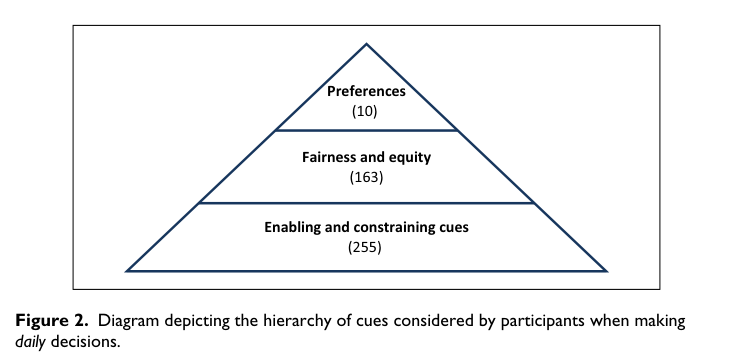 Preferences
(10)
Fairness and equity
(163)
Enabling and constraining cues
(255)
Figure 2. Diagram depicting the hierarchy of cues considered by participants when making
daily decisions.